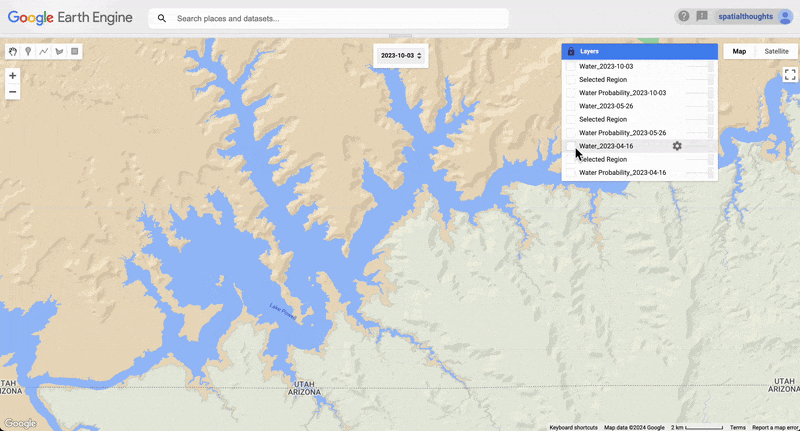 Google Earth Engine
Search places and datasets...
spatialthoughts
2023-10-03
Layers
Water_2023-10-03
Selected Region
Water Probability_2023-10-03
Water_2023-05-26
Selected Region
Water Probability_2023-05-26
Water_2023-04-16
Selected Region
Water Probability_2023-04-16
Map
Satellite
Lake Powell
UTAH
ARIZONA
UTAH
ARIZONA
UTAH
ARIZONA
Google
Keyboard shortcuts
Map data ©2024 Google
2 km
Terms
Report a map error